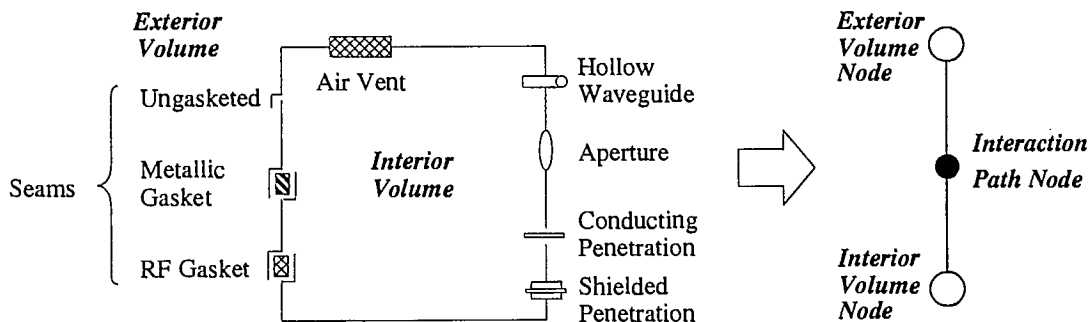 Exterior
Volume
Air Vent
Seams
Ungasketed
Metallic
Gasket
RF Gasket
Interior
Volume
Hollow
Waveguide
Aperture
Conducting
Penetration
Shielded
Penetration
Exterior
Volume
Node
Interaction
Path Node
Interior
Volume
Node